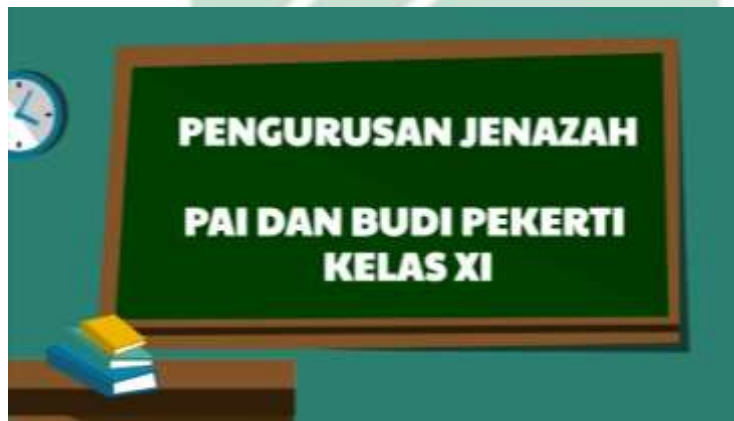 PENGURUSAN JENAZAH
PAI DAN BUDI PEKERTI
KELAS XI